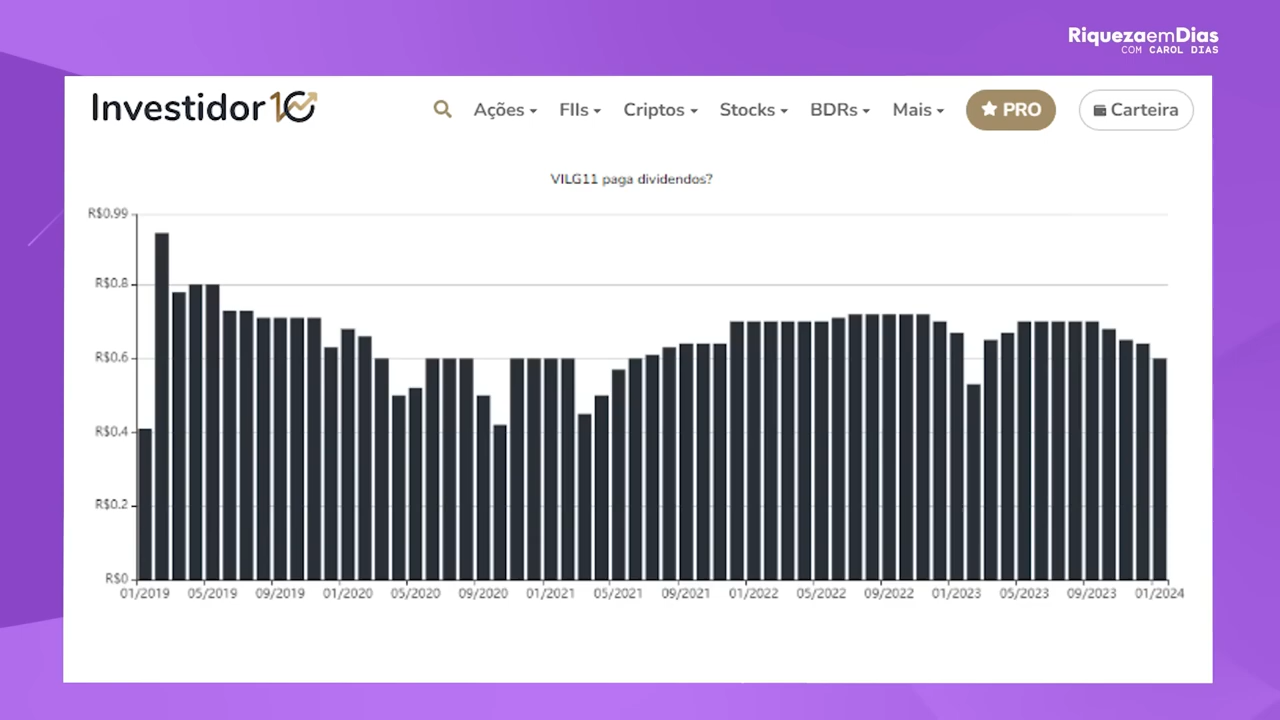 RiquezaemDias
COM CAROL DIAS
Investidor 10
Ações
FIIs
Criptos
Stocks
BDRs
Mais
PRO
Carteira
VILG11 paga dividendos?
R$0.99
R$0.8
R$0.6
R$0.4
R$0.2
R$0
01/2019 05/2019 09/2019 01/2020 05/2020 09/2020 01/2021 05/2021 09/2021 01/2022 05/2022 09/2022 01/2023 05/2023 09/2023 01/2024